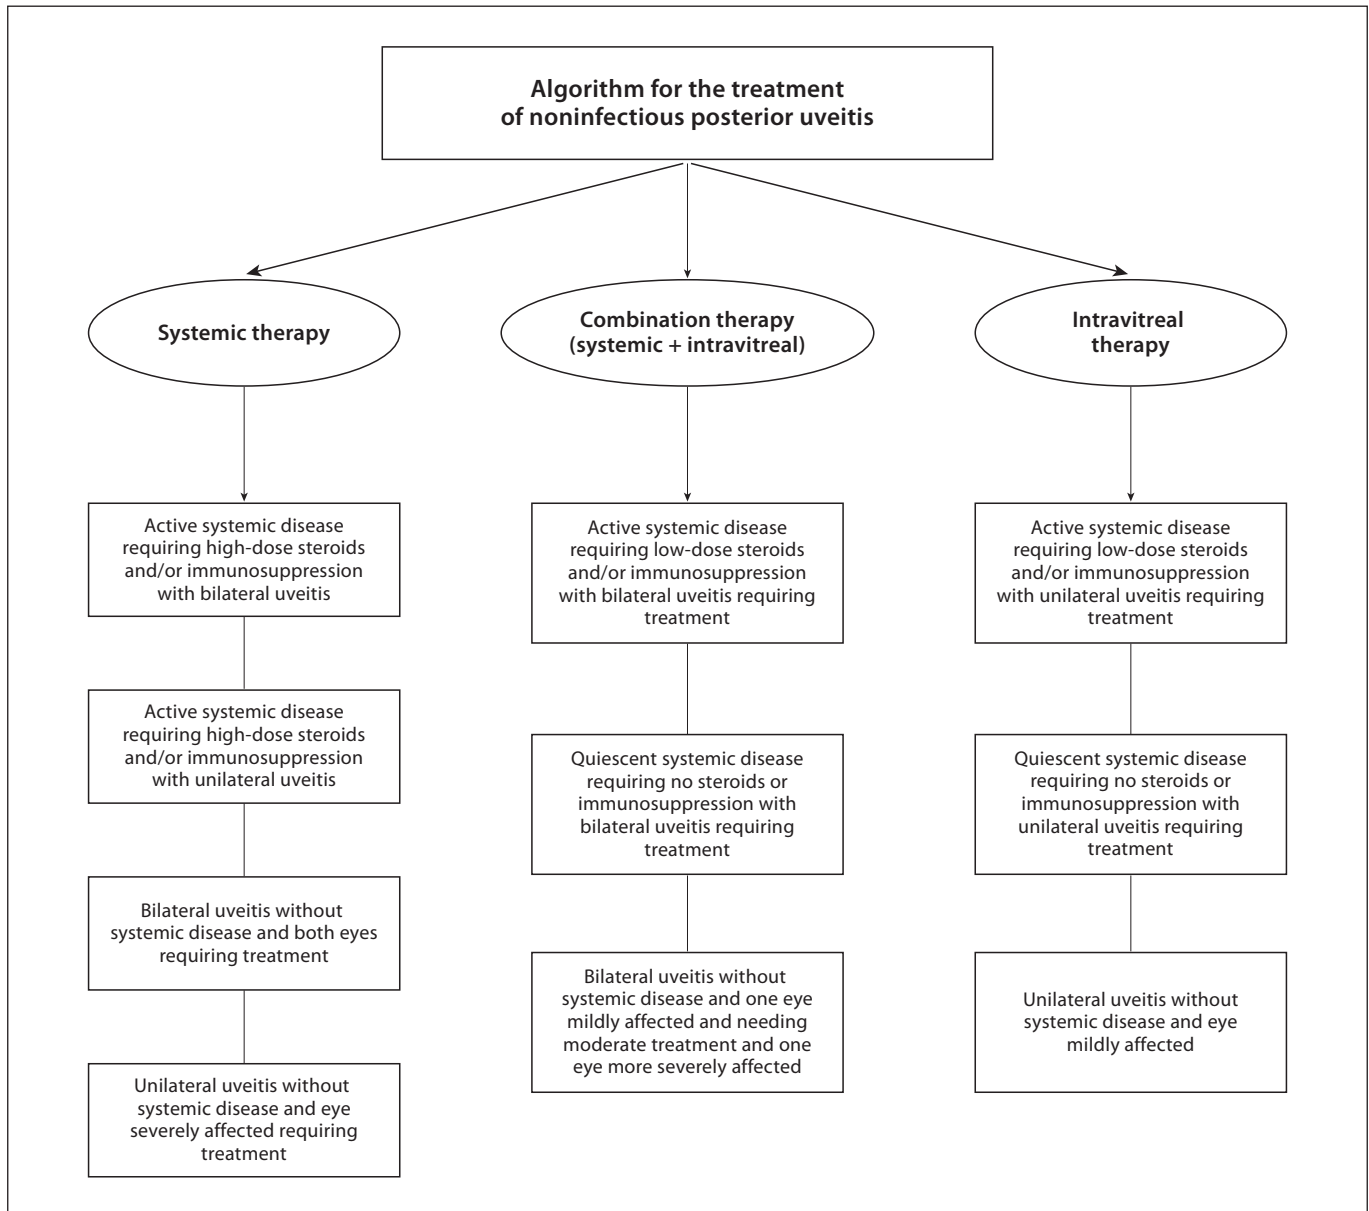 Algorithm for the treatment
of noninfectious posterior uveitis
Systemic therapy
Combination therapy
(systemic + intravitreal)
Intravitreal
therapy
Active systemic disease
requiring high-dose steroids
and/or immunosuppression
with bilateral uveitis
Active systemic disease
requiring high-dose steroids
and/or immunosuppression
with unilateral uveitis
Bilateral uveitis without
systemic disease and both eyes
requiring treatment
Unilateral uveitis without
systemic disease and eye
severely affected requiring
treatment
Active systemic disease
requiring low-dose steroids
and/or immunosuppression
with bilateral uveitis requiring
treatment
Quiescent systemic disease
requiring no steroids or
immunosuppression with
bilateral uveitis requiring
treatment
Bilateral uveitis without
systemic disease and one eye
mildly affected and needing
moderate treatment and one
eye more severely affected
Active systemic disease
requiring low-dose steroids
and/or immunosuppression
with unilateral uveitis requiring
treatment
Quiescent systemic disease
requiring no steroids or
immunosuppression with
unilateral uveitis requiring
treatment
Unilateral uveitis without
systemic disease and eye
mildly affected